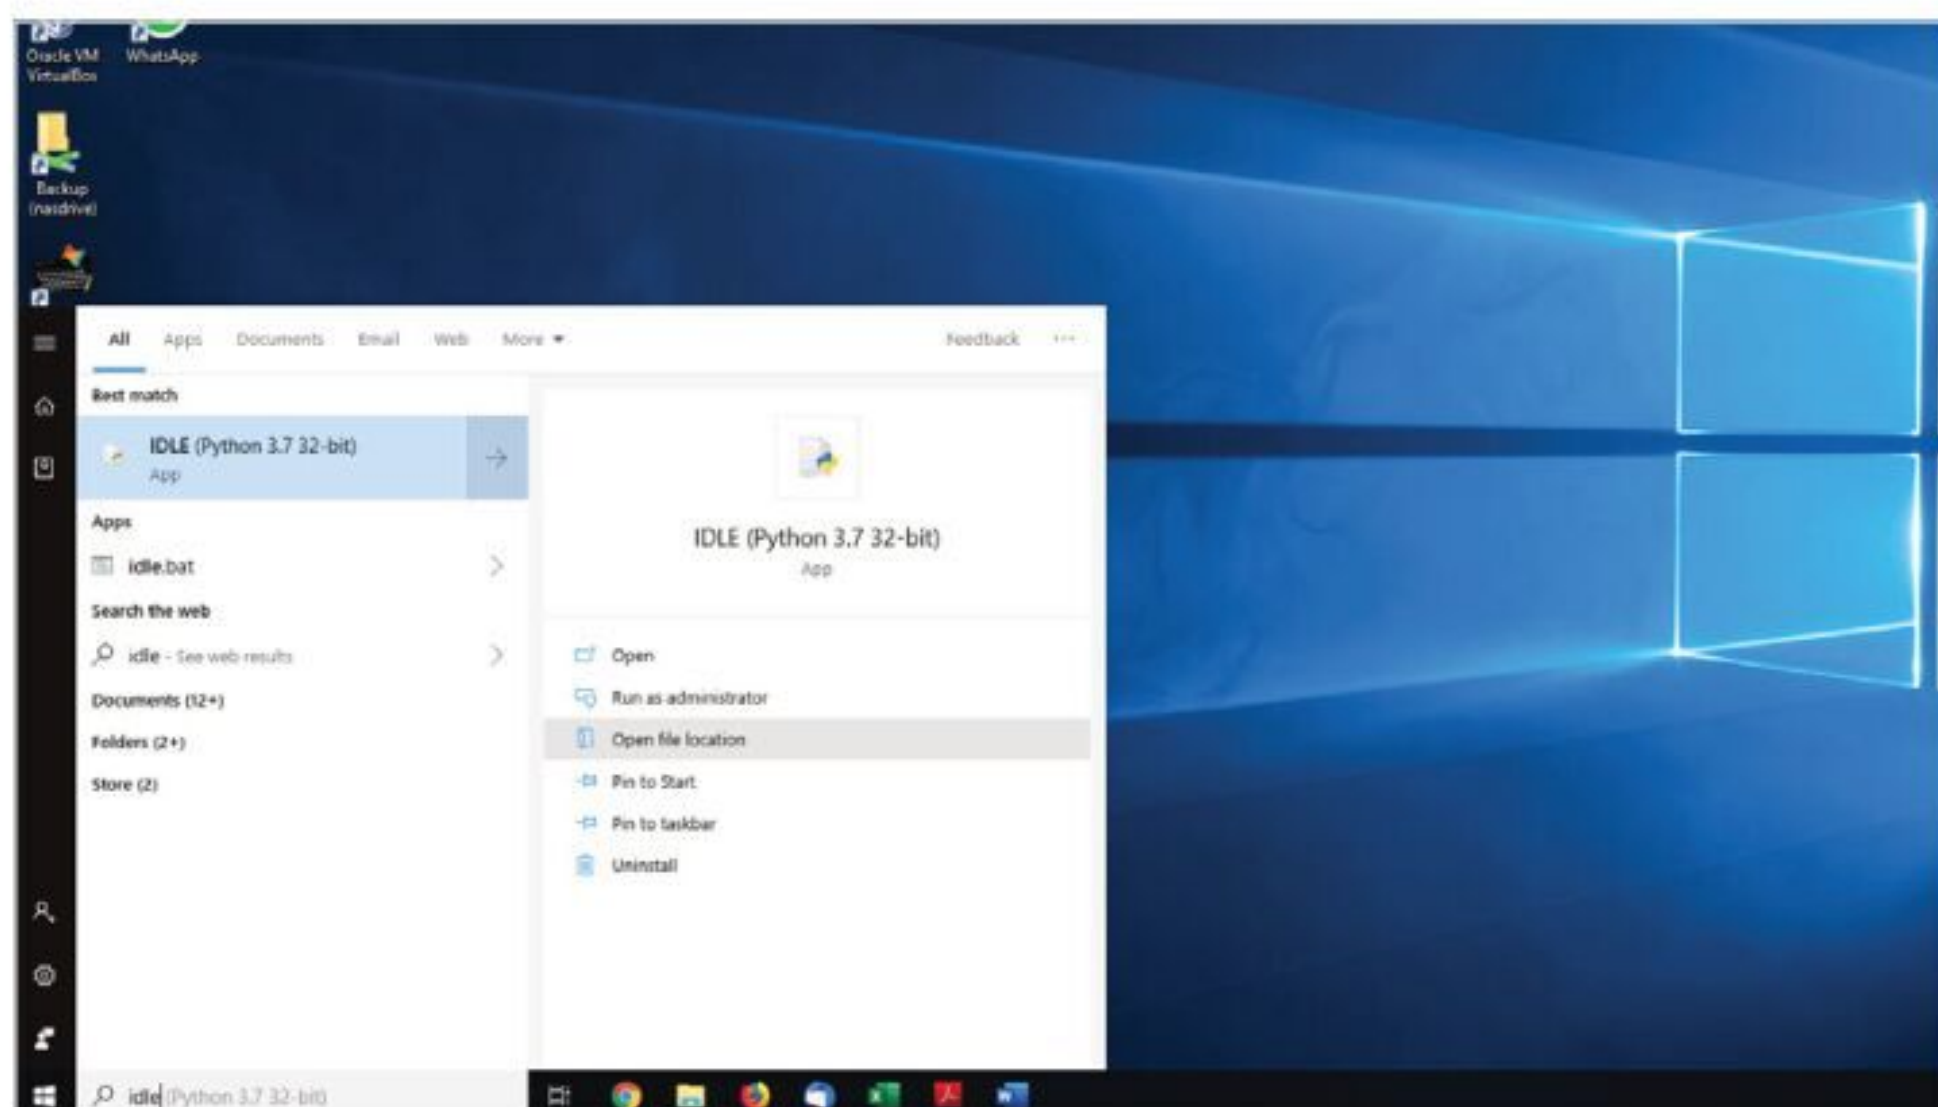 Oracle VM
VirtualBox
WhatsApp
Backup
(nasdrive)
All Apps Documents Email Web More Feedback ...
Best match
IDLE (Python 3.7 32-bit)
App
Apps
idle.bat
Search the web
idle - See web results
Documents (12+)
Folders (2+)
Store (2)
IDLE (Python 3.7 32-bit)
App
Open
Run as administrator
Open file location
Pin to Start
Pin to taskbar
Uninstall
idle (Python 3.7 32-bit)